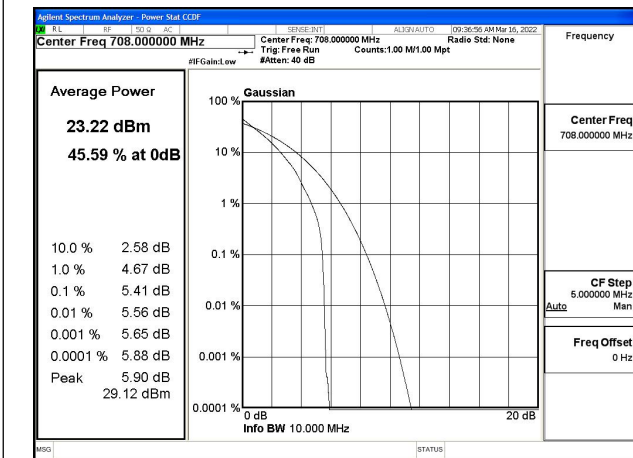 Agilent Spectrum Analyzer - Power Stat CCDF
RL RF 50 Ω AC SENSE:INT ALIGN AUTO 09:36:56 AM Mar 16, 2022
Center Freq 708.000000 MHz
Center Freq: 708.000000 MHz Radio Std: None
Trig: Free Run Counts:1.00 M/1.00 Mpt
#IFGain:Low #Atten: 40 dB
Frequency
Average Power
23.22 dBm
45.59 % at 0dB
10.0 % 2.58 dB
1.0 % 4.67 dB
0.1 % 5.41 dB
0.01 % 5.56 dB
0.001 % 5.65 dB
0.0001 % 5.88 dB
Peak 5.90 dB
29.12 dBm
Gaussian
100 %
10 %
1 %
0.1 %
0.01 %
0.001 %
0.0001 %
0 dB 20 dB
Info BW 10.000 MHz
Center Freq
708.000000 MHz
CF Step
5.000000 MHz
Auto Man
Freq Offset
0 Hz
MSG STATUS